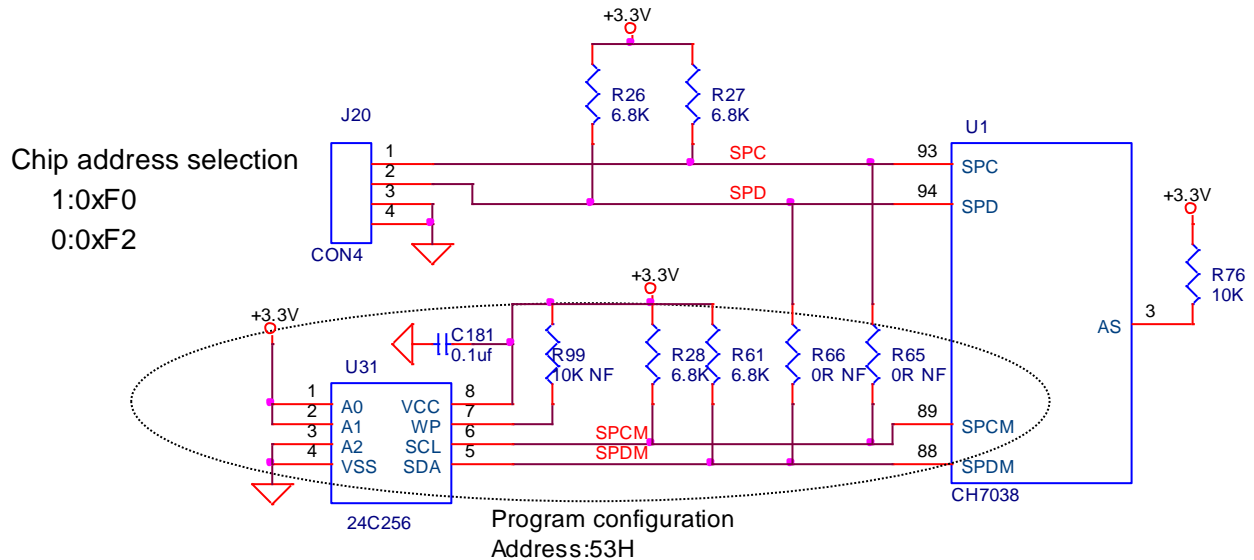 +3.3V
R26
6.8K
R27
6.8K
J20
1
2
3
4
CON4
Chip address selection
1:0xF0
0:0xF2
SPC
SPD
U1
93
SPC
94
SPD
+3.3V
R76
10K
AS
3
+3.3V
+3.3V
C181
0.1uf
R99
10K NF
R28
6.8K
R61
6.8K
R66
0R NF
R65
0R NF
U31
1
A0
VCC
8
2
A1
WP
7
3
A2
SCL
6
4
VSS
SDA
5
SPCM
SPDM
89
SPCM
88
SPDM
CH7038
24C256
Program configuration
Address:53H